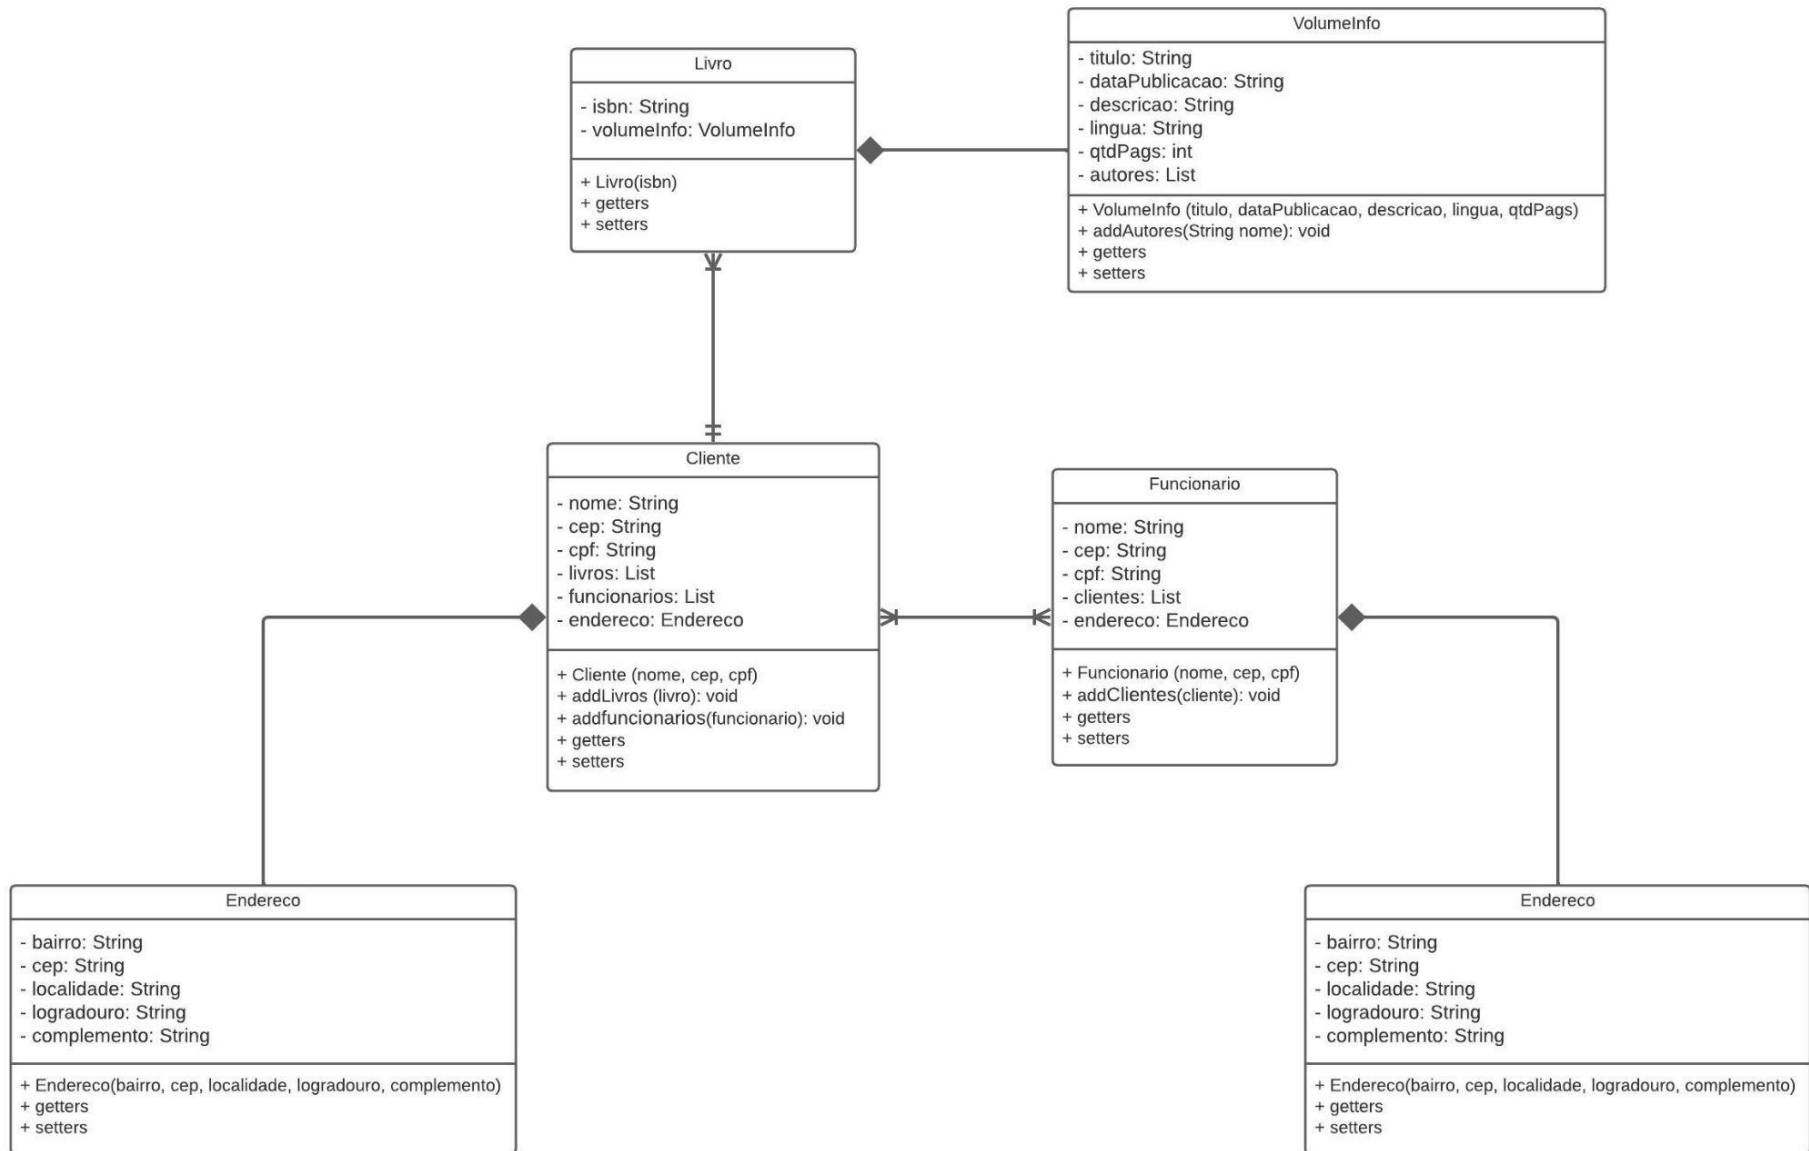 VolumeInfo
- titulo: String
- dataPublicacao: String
- descricao: String
- lingua: String
- qtdPags: int
- autores: List
+ VolumeInfo (titulo, dataPublicacao, descricao, lingua, qtdPags)
+ addAutores(String nome): void
+ getters
+ setters
Livro
- isbn: String
- volumeInfo: VolumeInfo
+ Livro(isbn)
+ getters
+ setters
Cliente
- nome: String
- cep: String
- cpf: String
- livros: List
- funcionarios: List
- endereco: Endereco
+ Cliente (nome, cep, cpf)
+ addLivros (livro): void
+ addfuncionarios(funcionario): void
+ getters
+ setters
Funcionario
- nome: String
- cep: String
- cpf: String
- clientes: List
- endereco: Endereco
+ Funcionario (nome, cep, cpf)
+ addClientes(cliente): void
+ getters
+ setters
Endereco
- bairro: String
- cep: String
- localidade: String
- logradouro: String
- complemento: String
+ Endereco(bairro, cep, localidade, logradouro, complemento)
+ getters
+ setters
Endereco
- bairro: String
- cep: String
- localidade: String
- logradouro: String
- complemento: String
+ Endereco(bairro, cep, localidade, logradouro, complemento)
+ getters
+ setters